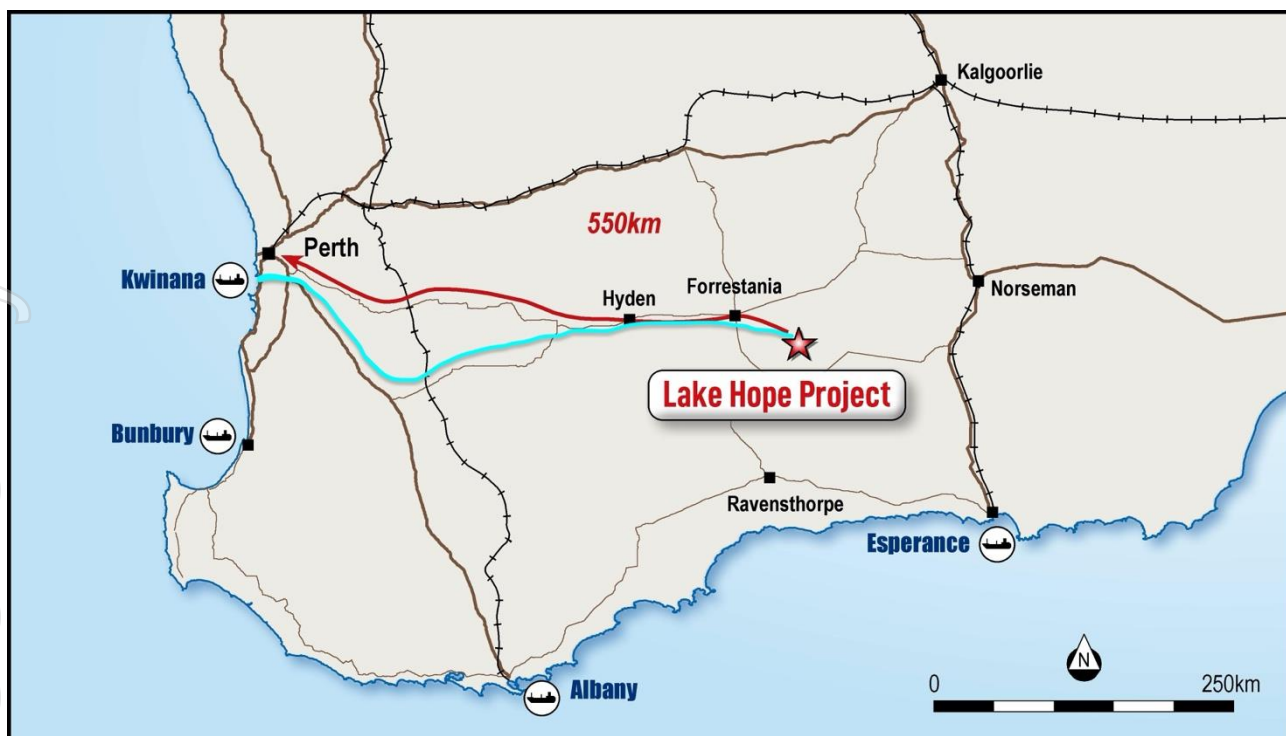 Kalgoorlie
550km
Perth
Kwinana
Hyden
Forrestania
Norseman
Lake Hope Project
Bunbury
Ravensthorpe
Esperance
Albany
N
0 250km